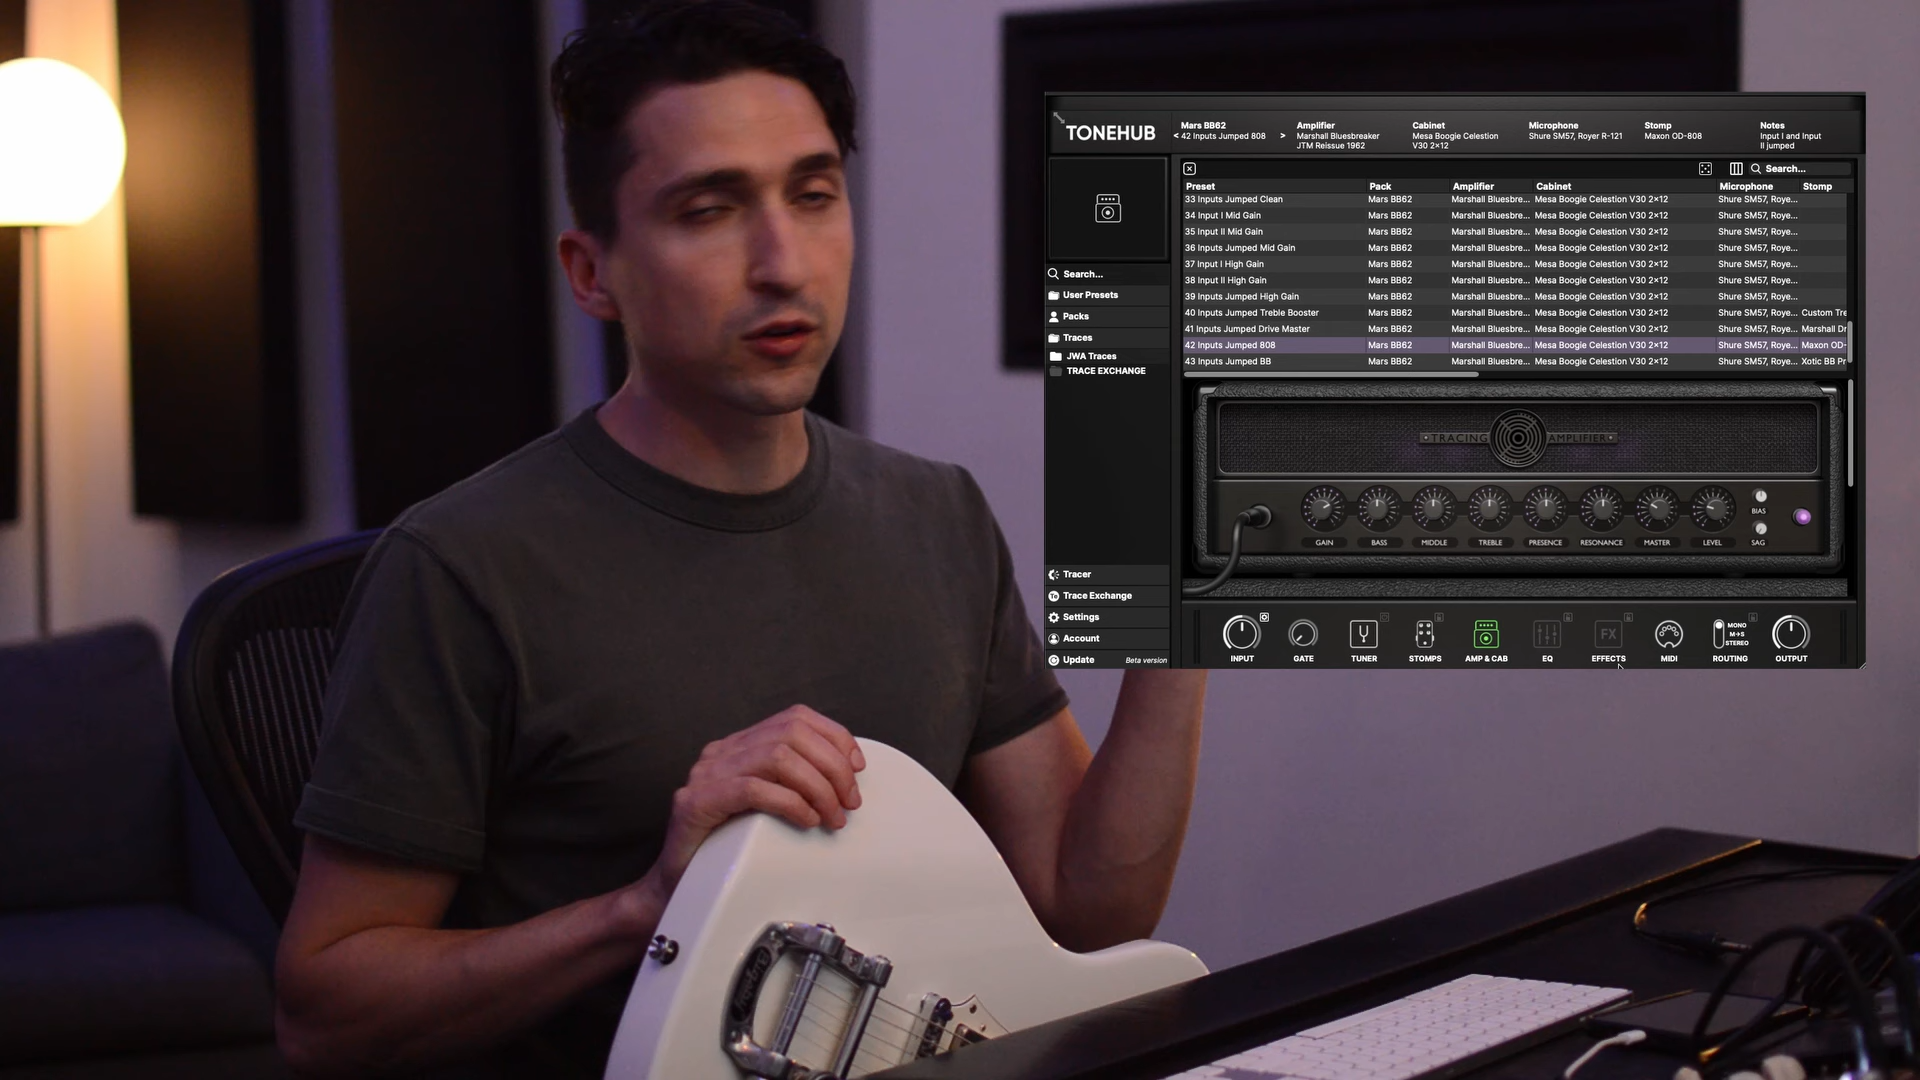 TONEHUB
Mars BB62
< 42 Inputs Jumped 808 >
Amplifier
Marshall Bluesbreaker
JTM Reissue 1962
Cabinet
Mesa Boogie Celestion
V30 2×12
Microphone
Shure SM57, Royer R-121
Stomp
Maxon OD-808
Notes
Input I and Input
II jumped
Search...
Preset Pack Amplifier Cabinet Microphone Stomp
33 Inputs Jumped Clean Mars BB62 Marshall Bluesbre... Mesa Boogie Celestion V30 2×12 Shure SM57, Roye...
34 Input I Mid Gain Mars BB62 Marshall Bluesbre... Mesa Boogie Celestion V30 2×12 Shure SM57, Roye...
35 Input II Mid Gain Mars BB62 Marshall Bluesbre... Mesa Boogie Celestion V30 2×12 Shure SM57, Roye...
36 Inputs Jumped Mid Gain Mars BB62 Marshall Bluesbre... Mesa Boogie Celestion V30 2×12 Shure SM57, Roye...
37 Input I High Gain Mars BB62 Marshall Bluesbre... Mesa Boogie Celestion V30 2×12 Shure SM57, Roye...
38 Input II High Gain Mars BB62 Marshall Bluesbre... Mesa Boogie Celestion V30 2×12 Shure SM57, Roye...
39 Inputs Jumped High Gain Mars BB62 Marshall Bluesbre... Mesa Boogie Celestion V30 2×12 Shure SM57, Roye...
40 Inputs Jumped Treble Booster Mars BB62 Marshall Bluesbre... Mesa Boogie Celestion V30 2×12 Shure SM57, Roye... Custom Tre
41 Inputs Jumped Drive Master Mars BB62 Marshall Bluesbre... Mesa Boogie Celestion V30 2×12 Shure SM57, Roye... Marshall Dr
42 Inputs Jumped 808 Mars BB62 Marshall Bluesbre... Mesa Boogie Celestion V30 2×12 Shure SM57, Roye... Maxon OD-
43 Inputs Jumped BB Mars BB62 Marshall Bluesbre... Mesa Boogie Celestion V30 2×12 Shure SM57, Roye... Xotic BB Pr
Search...
User Presets
Packs
Traces
JWA Traces
TRACE EXCHANGE
Tracer
Te Trace Exchange
Settings
Account
Update Beta version
TRACING AMPLIFIER
GAIN BASS MIDDLE TREBLE PRESENCE RESONANCE MASTER LEVEL
BIAS
SAG
FX
MONO
M→S
STEREO
INPUT GATE TUNER STOMPS AMP & CAB EQ EFFECTS MIDI ROUTING OUTPUT
Bigsby